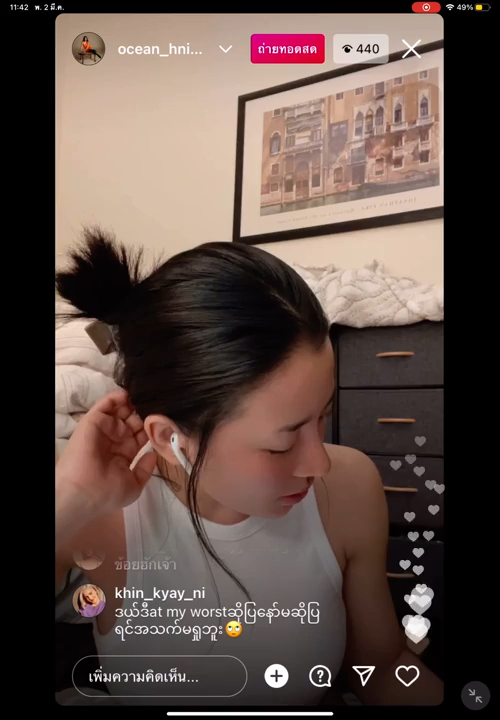 11:42 พ. 2 มี.ค.
49%
ocean_hni...
ถ่ายทอดสด
440
ข้อยฮักเจ้า
khin_kyay_ni
ဒယ်ဒီat my worstဆိုပြနော်မဆိုပြ
ရင်အသက်မရှူဘူး🙄
เพิ่มความคิดเห็น...